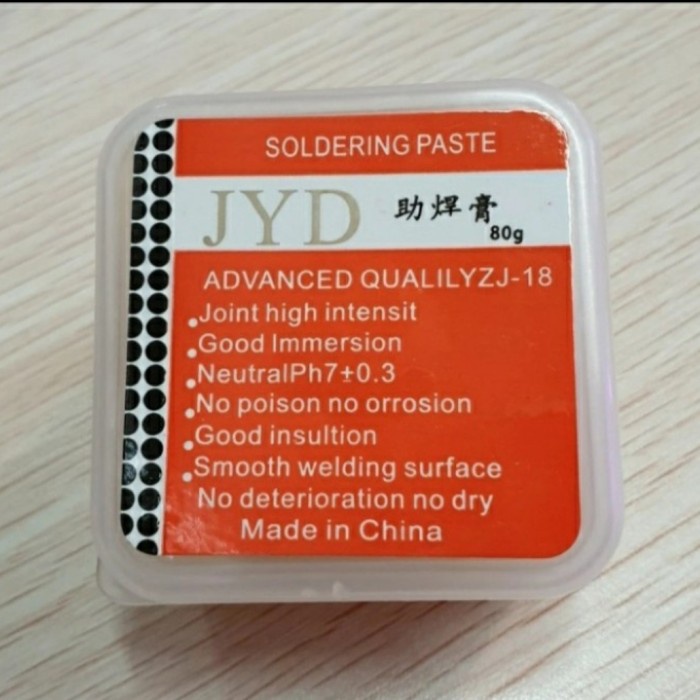 SOLDERING PASTE
JYD 助焊膏
80g
ADVANCED QUALILYZJ-18
.Joint high intensit
.Good Immersion
.NeutralPh7±0.3
.No poison no orrosion
.Good insultion
.Smooth welding surface
No deterioration no dry
Made in China